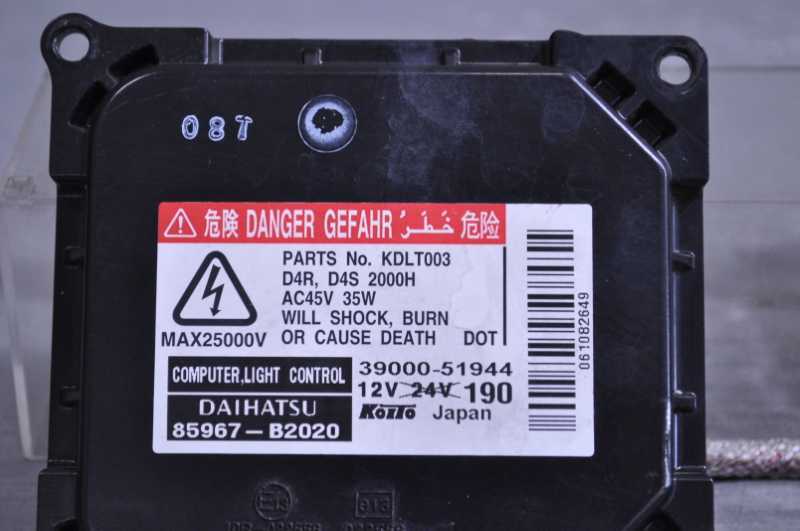 08T
危険 DANGER GEFAHR خَطَرُ 危险
PARTS No. KDLT003
D4R, D4S 2000H
AC45V 35W
WILL SHOCK, BURN
MAX25000V OR CAUSE DEATH DOT
061082649
COMPUTER,LIGHT CONTROL 39000-51944
12V 24V 190
DAIHATSU KOITO Japan
85967-B2020
E13